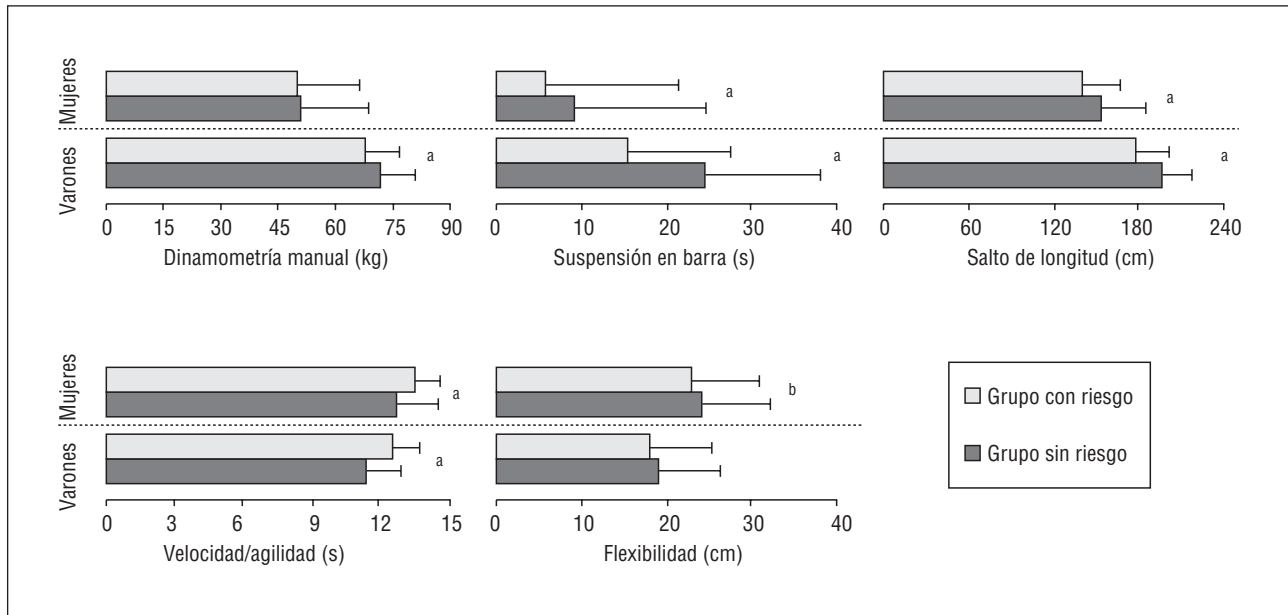 Mujeres
a
a
Varones
a
a
a
0 15 30 45 60 75 90
0 10 20 30 40
0 60 120 180 240
Dinamometría manual (kg)
Suspensión en barra (s)
Salto de longitud (cm)
Mujeres
a
b
Varones
a
0 3 6 9 12 15
0 10 20 30 40
Velocidad/agilidad (s)
Flexibilidad (cm)
Grupo con riesgo
Grupo sin riesgo